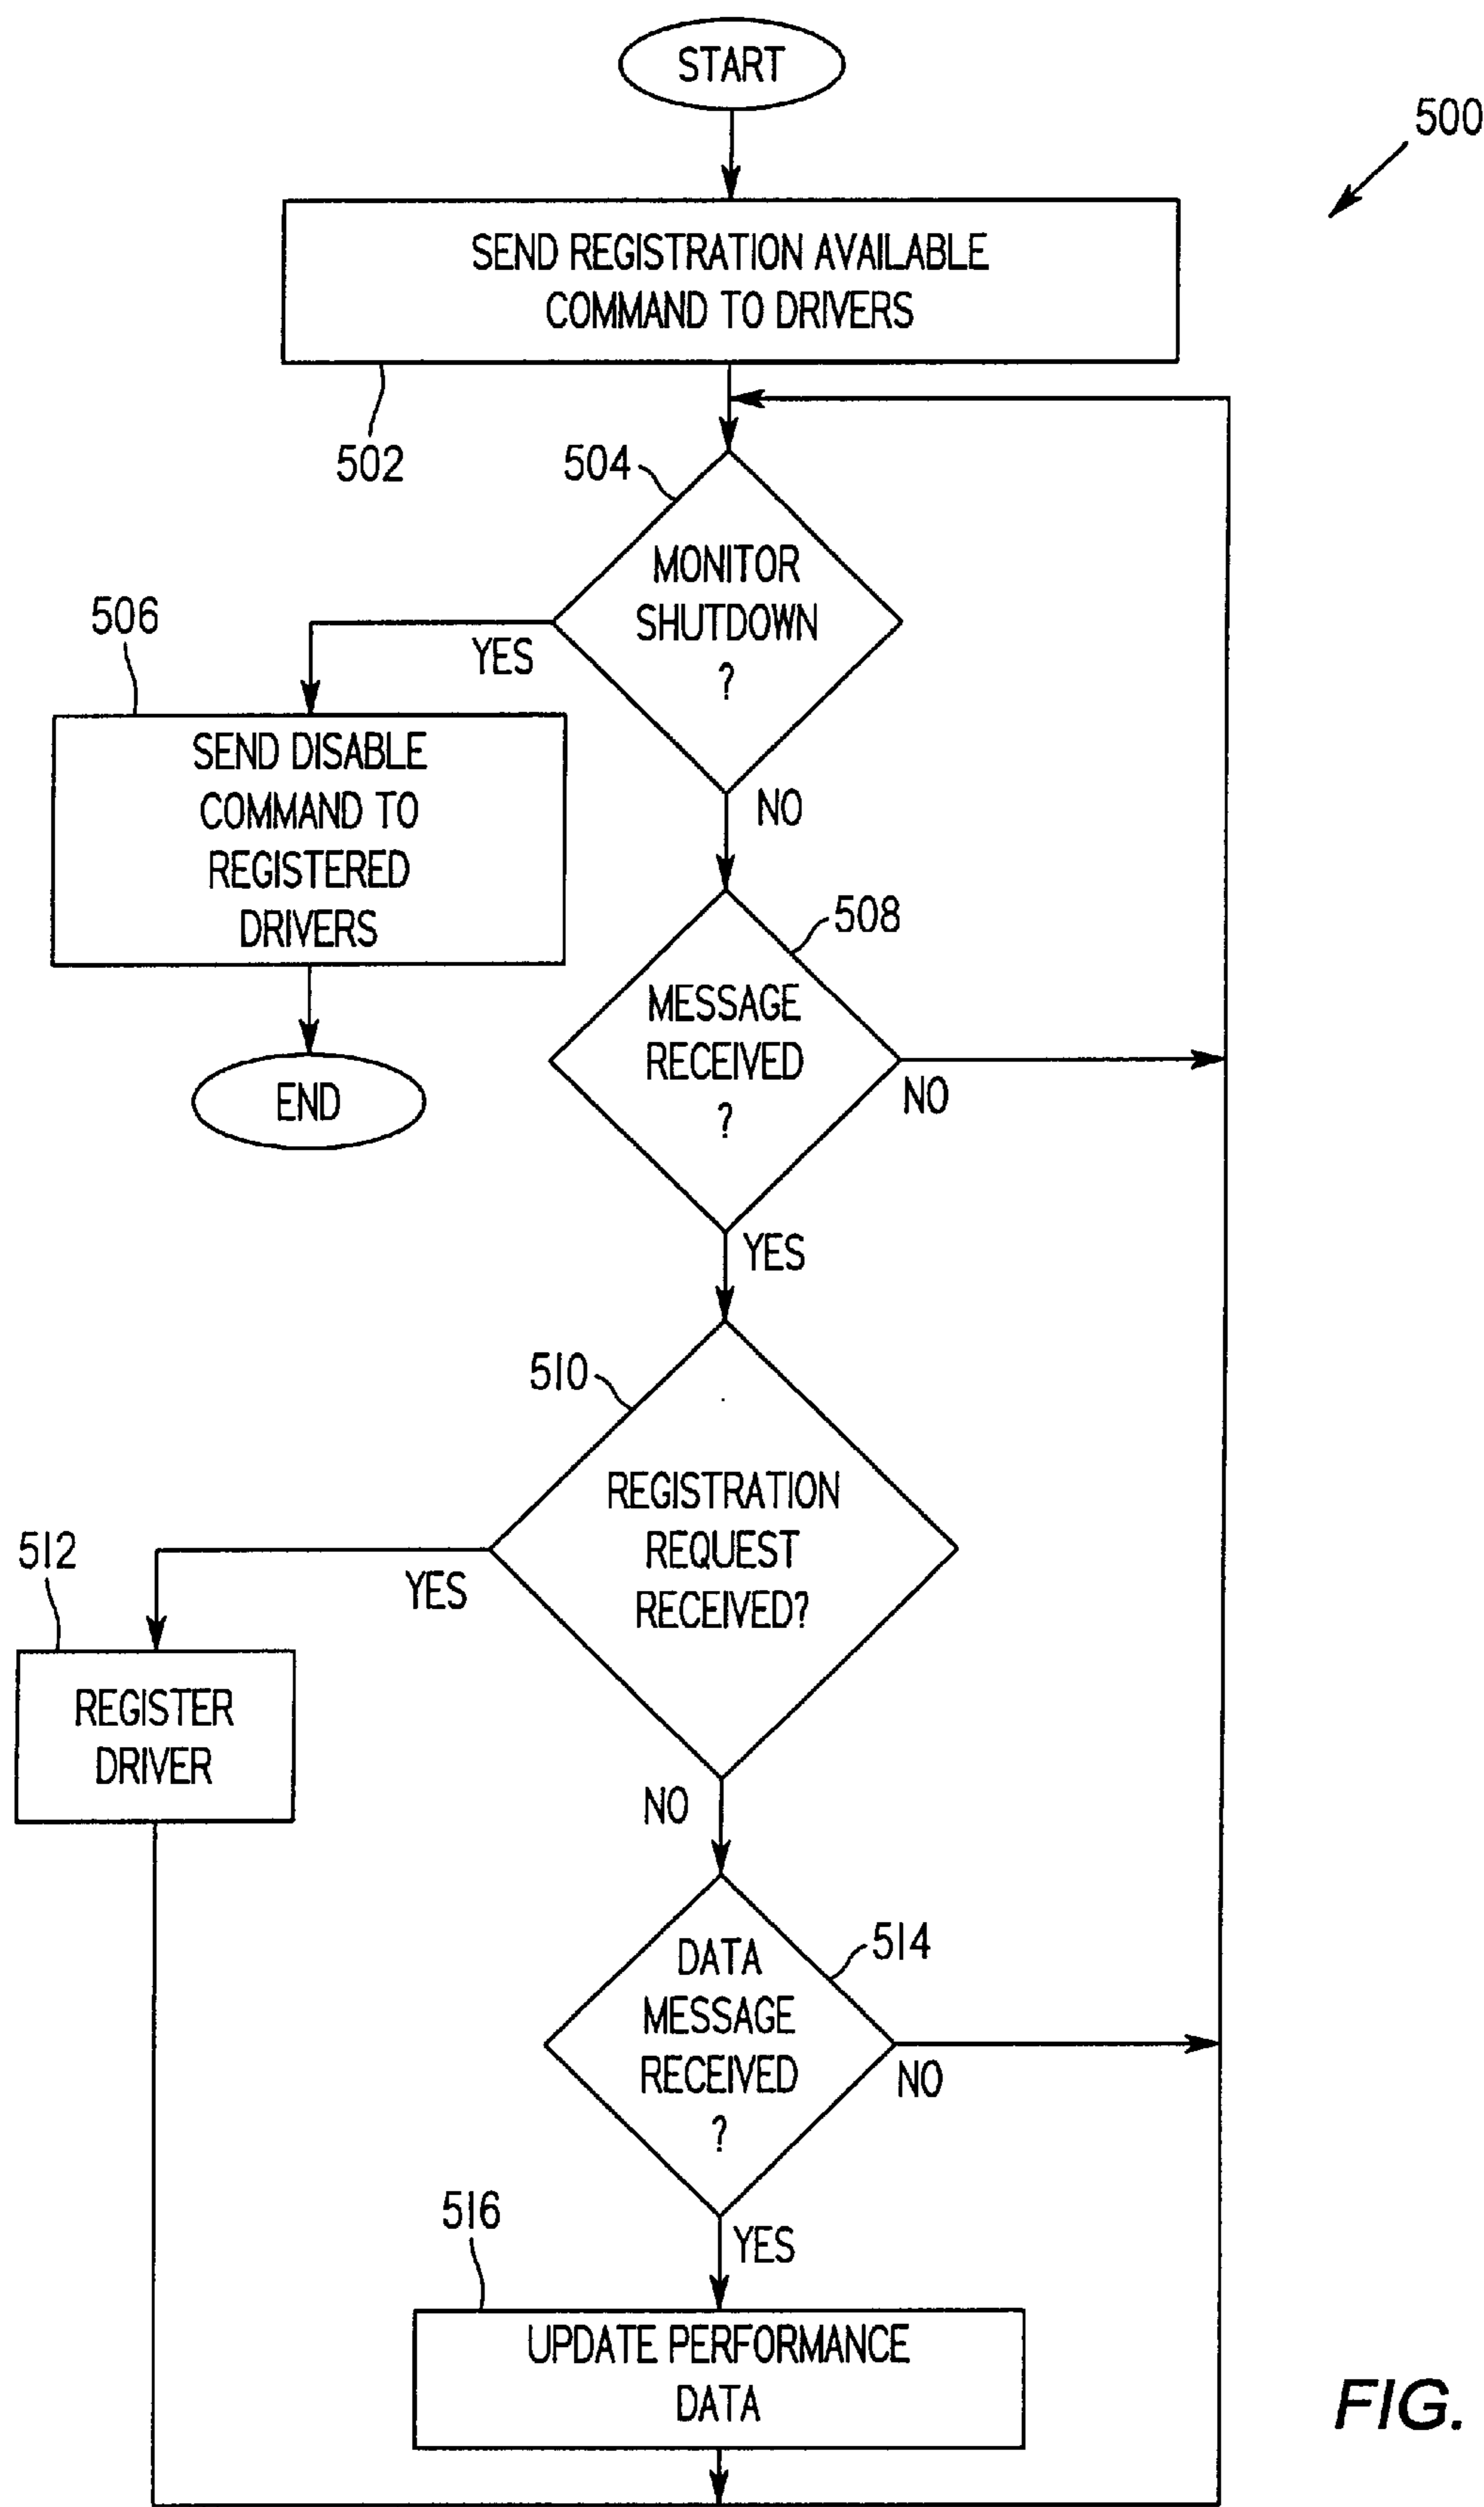 START
500
SEND REGISTRATION AVAILABLE
COMMAND TO DRIVERS
502
504
MONITOR
SHUTDOWN
?
YES
NO
506
SEND DISABLE
COMMAND TO
REGISTERED
DRIVERS
END
508
MESSAGE
RECEIVED
?
NO
YES
510
REGISTRATION
REQUEST
RECEIVED?
YES
NO
512
REGISTER
DRIVER
514
DATA
MESSAGE
RECEIVED
?
NO
YES
516
UPDATE PERFORMANCE
DATA
FIG.